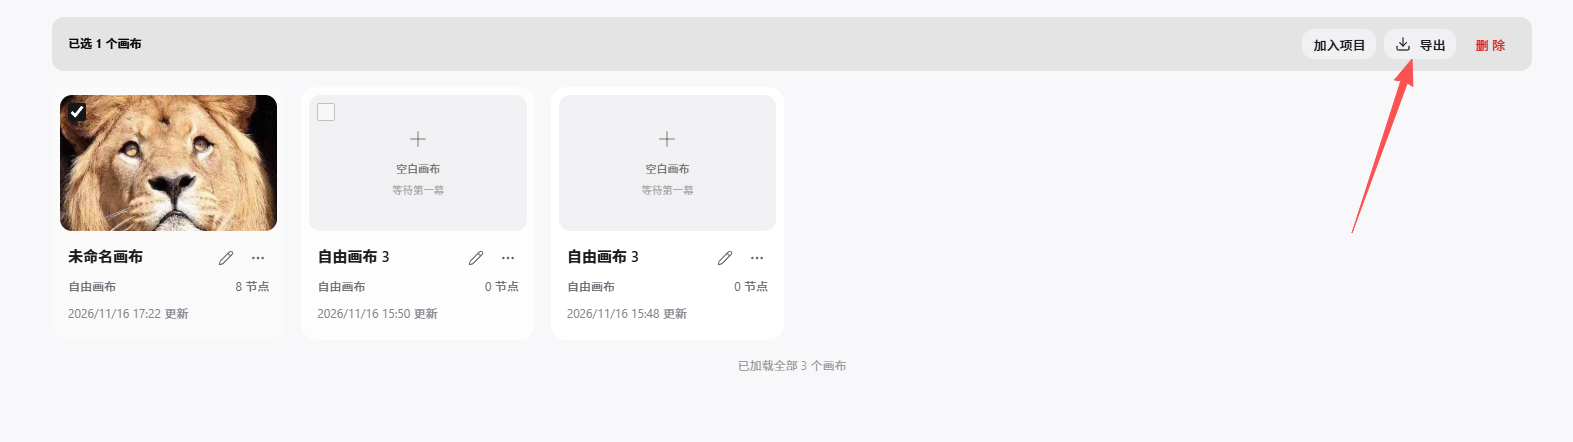 已选 1 个画布
加入项目
导出
删 除
空白画布
等待第一幕
空白画布
等待第一幕
未命名画布
自由画布 8 节点
2026/11/16 17:22 更新
自由画布 3
自由画布 0 节点
2026/11/16 15:50 更新
自由画布 3
自由画布 0 节点
2026/11/16 15:48 更新
已加载全部 3 个画布